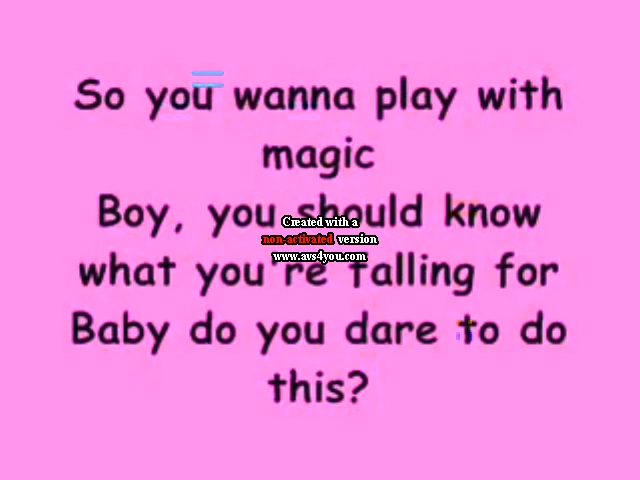 So you wanna play with
magic
Boy, you should know
what you're falling for
Baby do you dare to do
this?
Created with a
non-activated version
www.avs4you.com